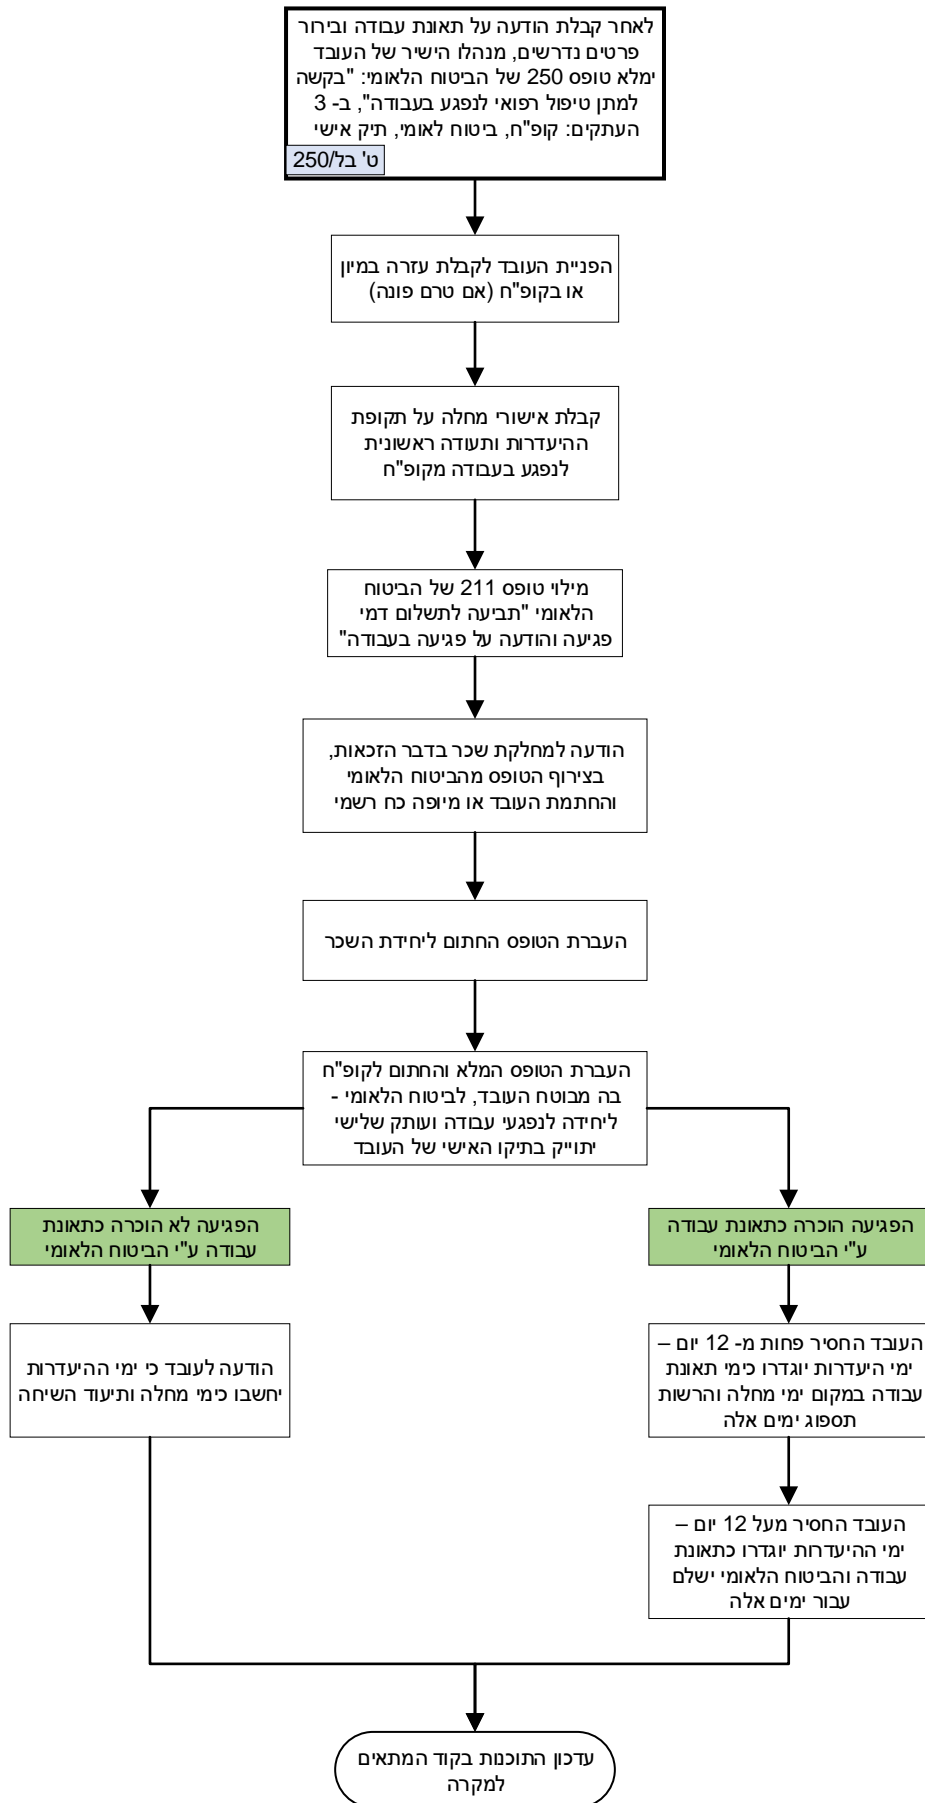 לאחר קבלת הודעה על תאונת עבודה ובירור
פרטים נדרשים, מנהלו הישיר של העובד
ימלא טופס 250 של הביטוח הלאומי: "בקשה
למתן טיפול רפואי לנפגע בעבודה", ב- 3
העתקים: קופ"ח, ביטוח לאומי, תיק אישי
ט' בל/250
הפניית העובד לקבלת עזרה במיון
או בקופ"ח (אם טרם פונה)
קבלת אישורי מחלה על תקופת
ההיעדרות ותעודה ראשונית
לנפגע בעבודה מקופ"ח
מילוי טופס 211 של הביטוח
הלאומי "תביעה לתשלום דמי
פגיעה והודעה על פגיעה בעבודה"
הודעה למחלקת שכר בדבר הזכאות,
בצירוף הטופס מהביטוח הלאומי
והחתמת העובד או מיופה כח רשמי
העברת הטופס החתום ליחידת השכר
העברת הטופס המלא והחתום לקופ"ח
בה מבוטח העובד, לביטוח הלאומי -
ליחידה לנפגעי עבודה ועותק שלישי
יתוייק בתיקו האישי של העובד
הפגיעה הוכרה כתאונת עבודה
ע"י הביטוח הלאומי
העובד החסיר פחות מ- 12 יום –
ימי היעדרות יוגדרו כימי תאונת
עבודה במקום ימי מחלה והרשות
תספוג ימים אלה
העובד החסיר מעל 12 יום –
ימי ההיעדרות יוגדרו כתאונת
עבודה והביטוח הלאומי ישלם
עבור ימים אלה
הפגיעה לא הוכרה כתאונת
עבודה ע"י הביטוח הלאומי
הודעה לעובד כי ימי ההיעדרות
יחשבו כימי מחלה ותיעוד השיחה
עדכון התוכנות בקוד המתאים
למקרה